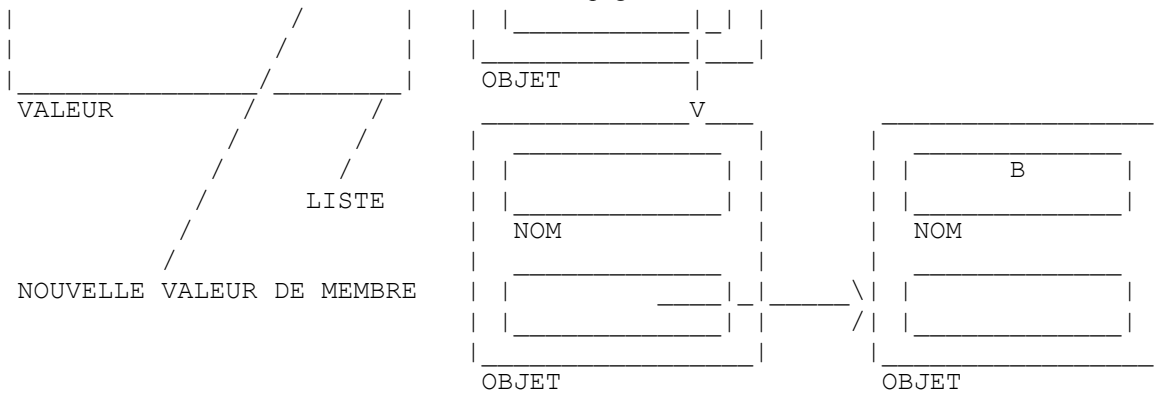 OBJET
VALEUR
V
B
LISTE
NOM NOM
NOUVELLE VALEUR DE MEMBRE
OBJET OBJET